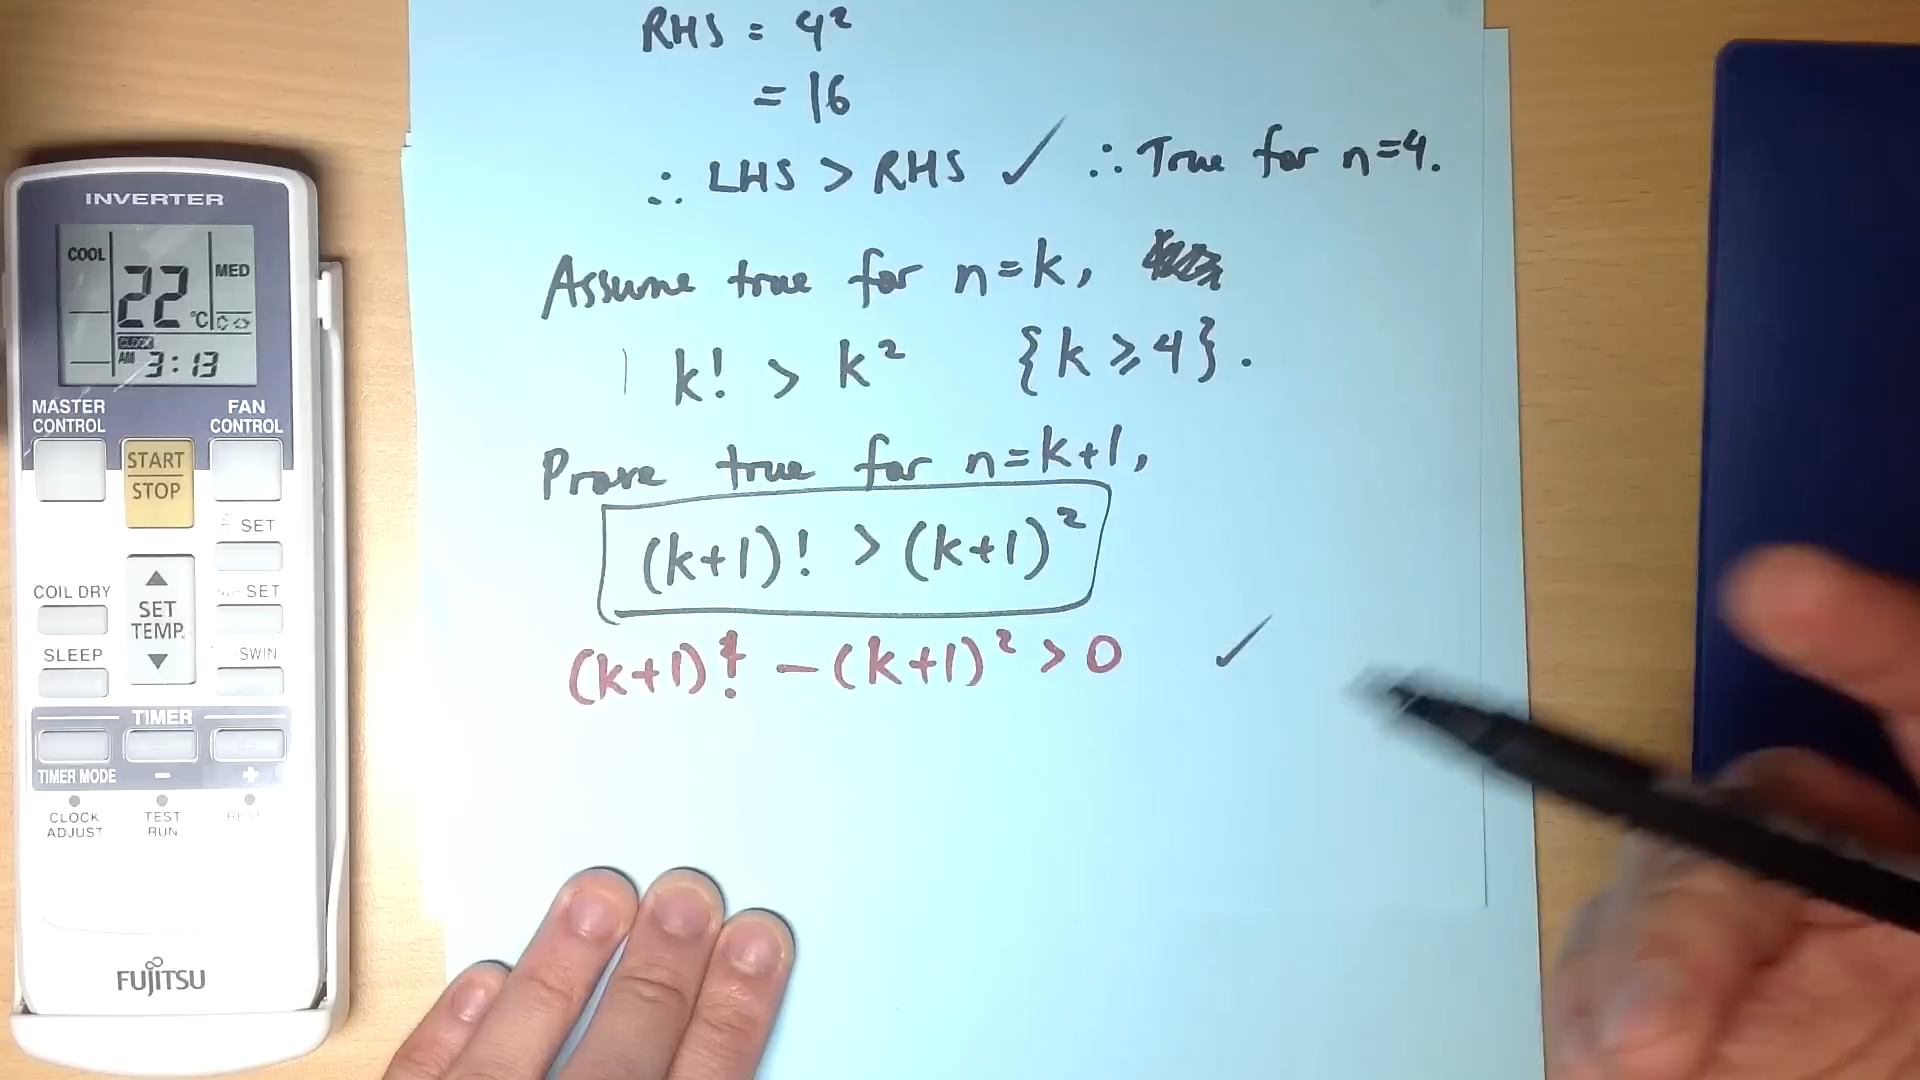 RHS = 4²
= 16
∴ LHS > RHS ✓ ∴ True for n=4.
Assume true for n=k,
k! > k² {k ≥ 4}.
Prove true for n=k+1,
(k+1)! > (k+1)²
(k+1)! – (k+1)² > 0 ✓
INVERTER
COOL
22 °C
MED
CLOCK
AM 3:13
MASTER CONTROL
FAN CONTROL
START
STOP
SET
COIL DRY
SET TEMP.
SET
SLEEP
SWIN
TIMER
TIMER MODE
–
+
CLOCK ADJUST
TEST RUN
FUJITSU